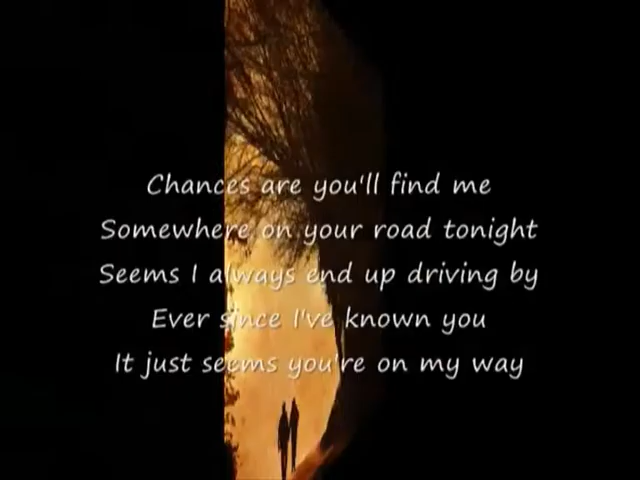 Chances are you'll find me
Somewhere on your road tonight
Seems I always end up driving by
Ever since I've known you
It just seems you're on my way